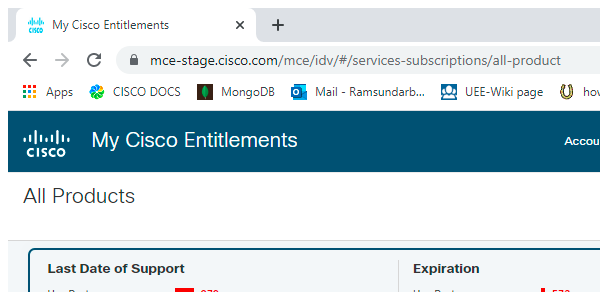 My Cisco Entitlements
mce-stage.cisco.com/mce/idv/#/services-subscriptions/all-product
Apps CISCO DOCS MongoDB Mail - Ramsundarb... UEE-Wiki page
CISCO My Cisco Entitlements
All Products
Last Date of Support Expiration